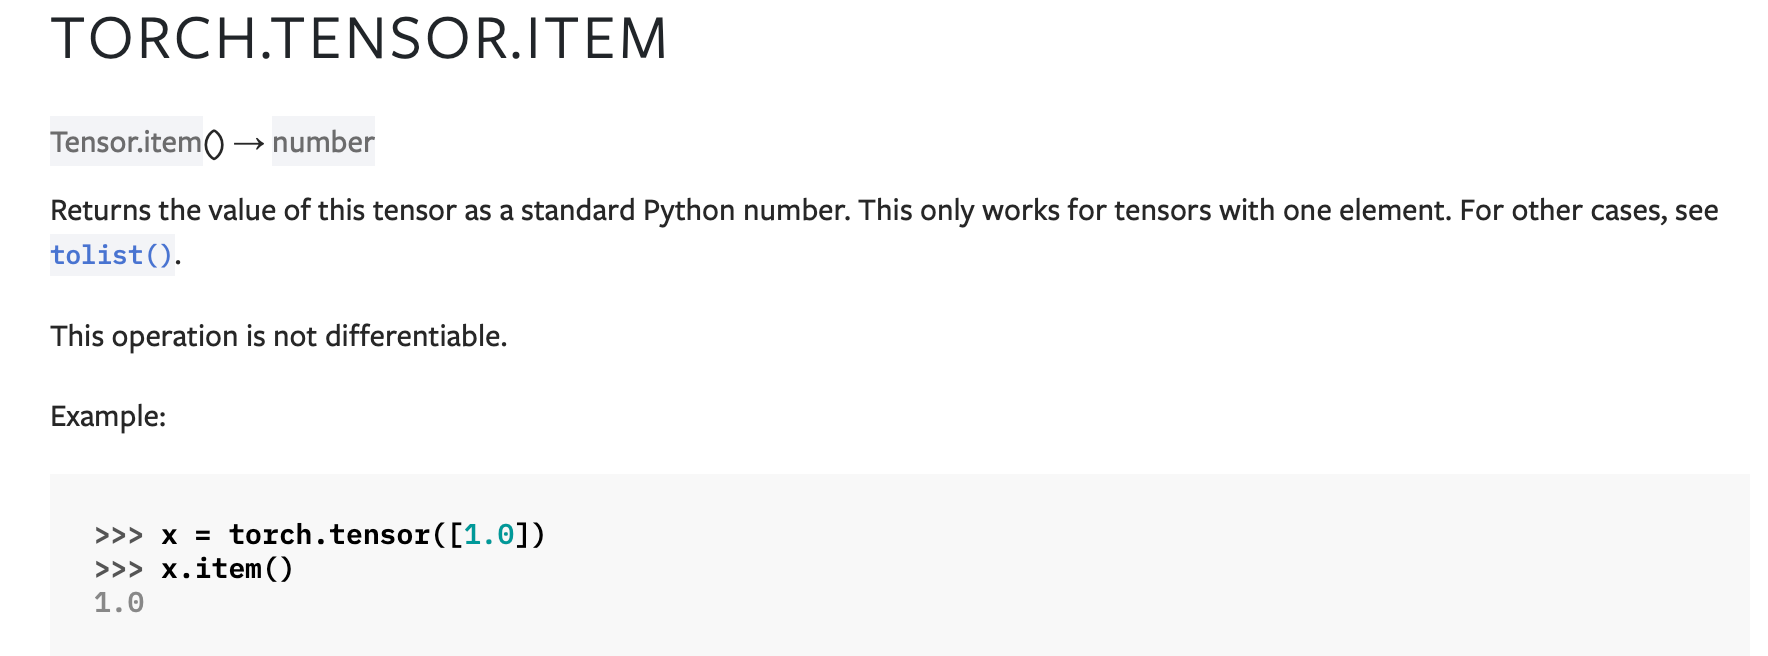 TORCH.TENSOR.ITEM
Tensor.item() → number
Returns the value of this tensor as a standard Python number. This only works for tensors with one element. For other cases, see
tolist().
This operation is not differentiable.
Example:
>>> x = torch.tensor([1.0])
>>> x.item()
1.0